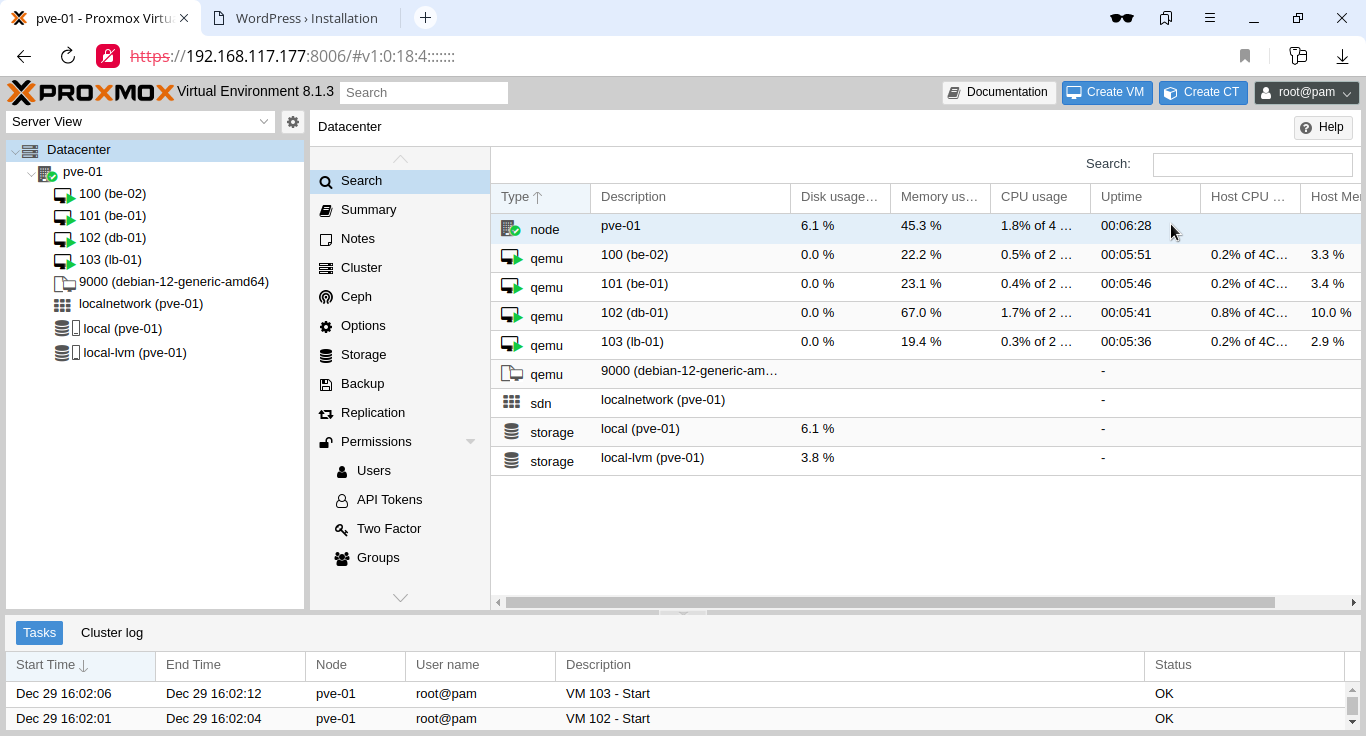 pve-01 - Proxmox Virtu
WordPress › Installation
https://192.168.117.177:8006/#v1:0:18:4:::::::
PROXMOX Virtual Environment 8.1.3
Search
Documentation
Create VM
Create CT
root@pam
Server View
Datacenter
pve-01
100 (be-02)
101 (be-01)
102 (db-01)
103 (lb-01)
9000 (debian-12-generic-amd64)
localnetwork (pve-01)
local (pve-01)
local-lvm (pve-01)
Datacenter
Help
Search
Summary
Notes
Cluster
Ceph
Options
Storage
Backup
Replication
Permissions
Users
API Tokens
Two Factor
Groups
Search:
Type Description Disk usage... Memory us... CPU usage Uptime Host CPU ... Host Mer
node pve-01 6.1 % 45.3 % 1.8% of 4 ... 00:06:28
qemu 100 (be-02) 0.0 % 22.2 % 0.5% of 2 ... 00:05:51 0.2% of 4C... 3.3 %
qemu 101 (be-01) 0.0 % 23.1 % 0.4% of 2 ... 00:05:46 0.2% of 4C... 3.4 %
qemu 102 (db-01) 0.0 % 67.0 % 1.7% of 2 ... 00:05:41 0.8% of 4C... 10.0 %
qemu 103 (lb-01) 0.0 % 19.4 % 0.3% of 2 ... 00:05:36 0.2% of 4C... 2.9 %
qemu 9000 (debian-12-generic-am... -
sdn localnetwork (pve-01) -
storage local (pve-01) 6.1 % -
storage local-lvm (pve-01) 3.8 % -
Tasks Cluster log
Start Time End Time Node User name Description Status
Dec 29 16:02:06 Dec 29 16:02:12 pve-01 root@pam VM 103 - Start OK
Dec 29 16:02:01 Dec 29 16:02:04 pve-01 root@pam VM 102 - Start OK